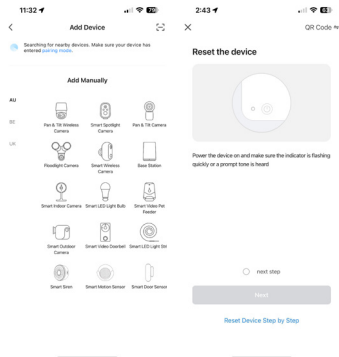 11:32
79
Add Device
Searching for nearby devices. Make sure your device has
entered pairing mode.
Add Manually
AU
Pan & Tilt Wireless
Camera
Smart Spotlight
Camera
Pan & Tilt Camera
Floodlight Camera
Smart Wireless
Camera
Base Station
Smart Indoor Camera
Smart LED Light Bulb
Smart Video Pet
Feeder
Smart Outdoor
Camera
Smart Video Doorbell
Smart LED Light Stri
Smart Siren
Smart Motion Sensor
Smart Door Sensor
2:43
63
QR Code
Reset the device
Power the device on and make sure the indicator is flashing
quickly or a prompt tone is heard
next step
Next
Reset Device Step by Step